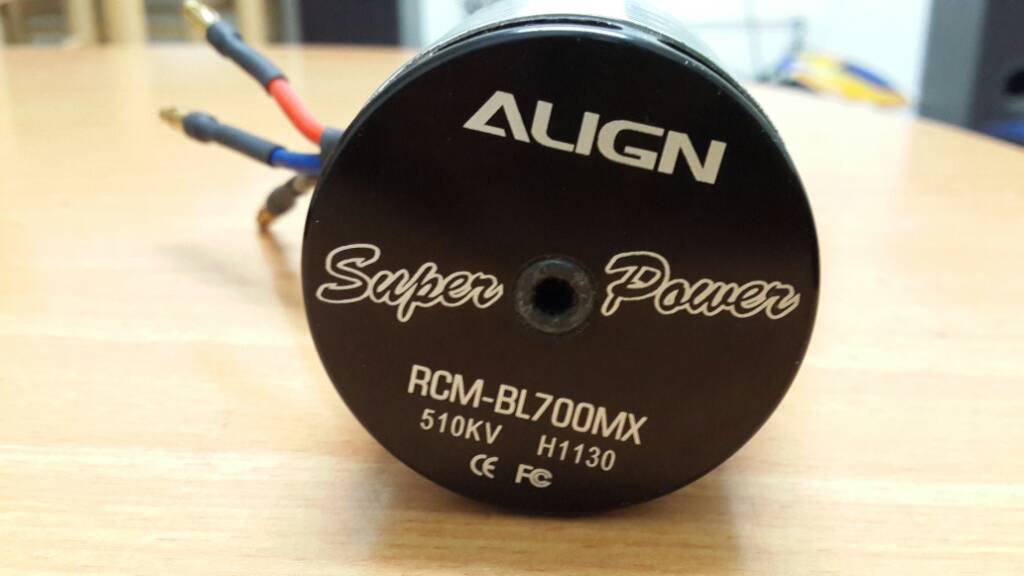 ALIGN
Super Power
RCM-BL700MX
510KV H1130
CE FC